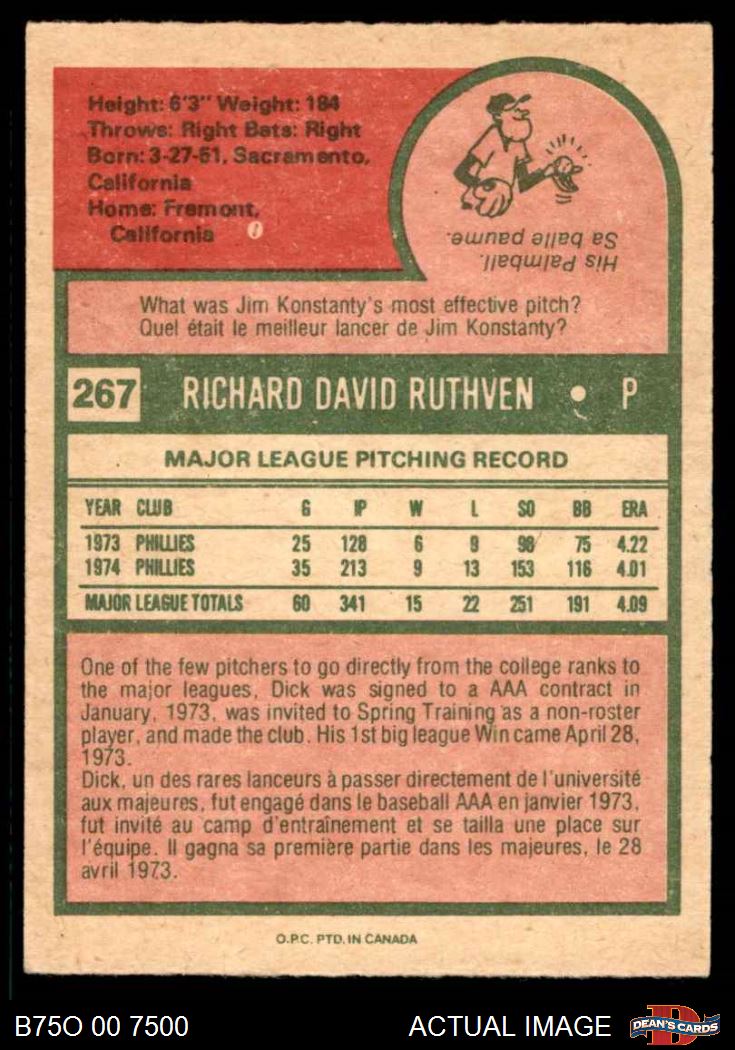 Height: 6'3" Weight: 184
Throws: Right Bats: Right
Born: 3-27-51, Sacramento,
California
Home: Fremont,
California
His Palmball.
Sa balle paume.
What was Jim Konstanty's most effective pitch?
Quel était le meilleur lancer de Jim Konstanty?
267 RICHARD DAVID RUTHVEN • P
MAJOR LEAGUE PITCHING RECORD
YEAR CLUB G IP W L SO BB ERA
1973 PHILLIES 25 128 6 9 98 75 4.22
1974 PHILLIES 35 213 9 13 153 116 4.01
MAJOR LEAGUE TOTALS 60 341 15 22 251 191 4.09
One of the few pitchers to go directly from the college ranks to
the major leagues, Dick was signed to a AAA contract in
January, 1973, was invited to Spring Training as a non-roster
player, and made the club. His 1st big league Win came April 28,
1973.
Dick, un des rares lanceurs à passer directement de l'université
aux majeures, fut engagé dans le baseball AAA en janvier 1973,
fut invité au camp d'entraînement et se tailla une place sur
l'équipe. Il gagna sa première partie dans les majeures, le 28
avril 1973.
O.P.C. PTD. IN CANADA
B75O 00 7500
ACTUAL IMAGE
D
DEAN'S CARDS